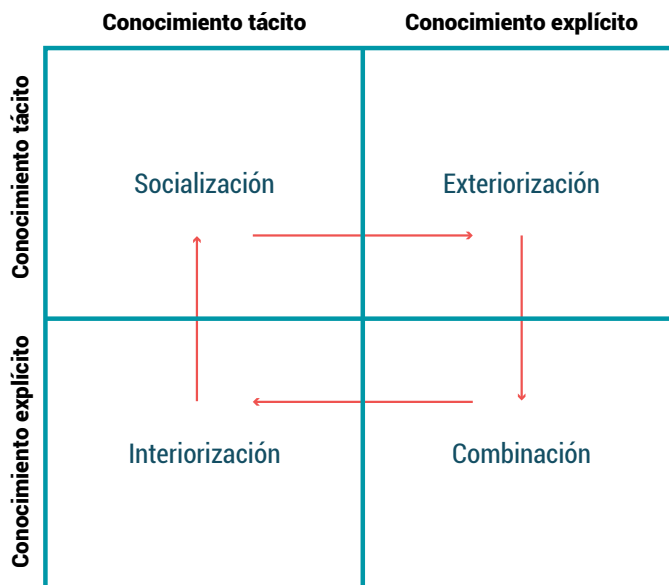 Conocimiento tácito
Conocimiento explícito
Conocimiento tácito
Socialización
Exteriorización
Conocimiento explícito
Interiorización
Combinación